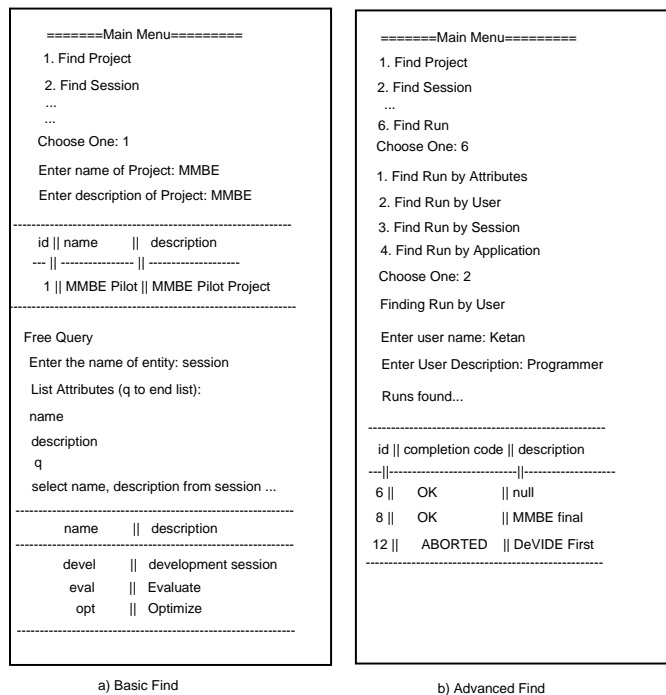 =======Main Menu=========
1. Find Project
2. Find Session
...
...
Choose One: 1
Enter name of Project: MMBE
Enter description of Project: MMBE
-------------------------------------------------------------
id || name || description
--- || ---------------- || --------------------
1 || MMBE Pilot || MMBE Pilot Project
--------------------------------------------------------------
Free Query
Enter the name of entity: session
List Attributes (q to end list):
name
description
q
select name, description from session ...
-------------------------------------------------------------
name || description
-------------------------------------------------------------
devel || development session
eval || Evaluate
opt || Optimize
-------------------------------------------------------------
a) Basic Find
=======Main Menu=========
1. Find Project
2. Find Session
...
6. Find Run
Choose One: 6
1. Find Run by Attributes
2. Find Run by User
3. Find Run by Session
4. Find Run by Application
Choose One: 2
Finding Run by User
Enter user name: Ketan
Enter User Description: Programmer
Runs found...
----------------------------------------------------
id || completion code || description
---||----------------------------||--------------------
6 || OK || null
8 || OK || MMBE final
12 || ABORTED || DeVIDE First
----------------------------------------------------
b) Advanced Find